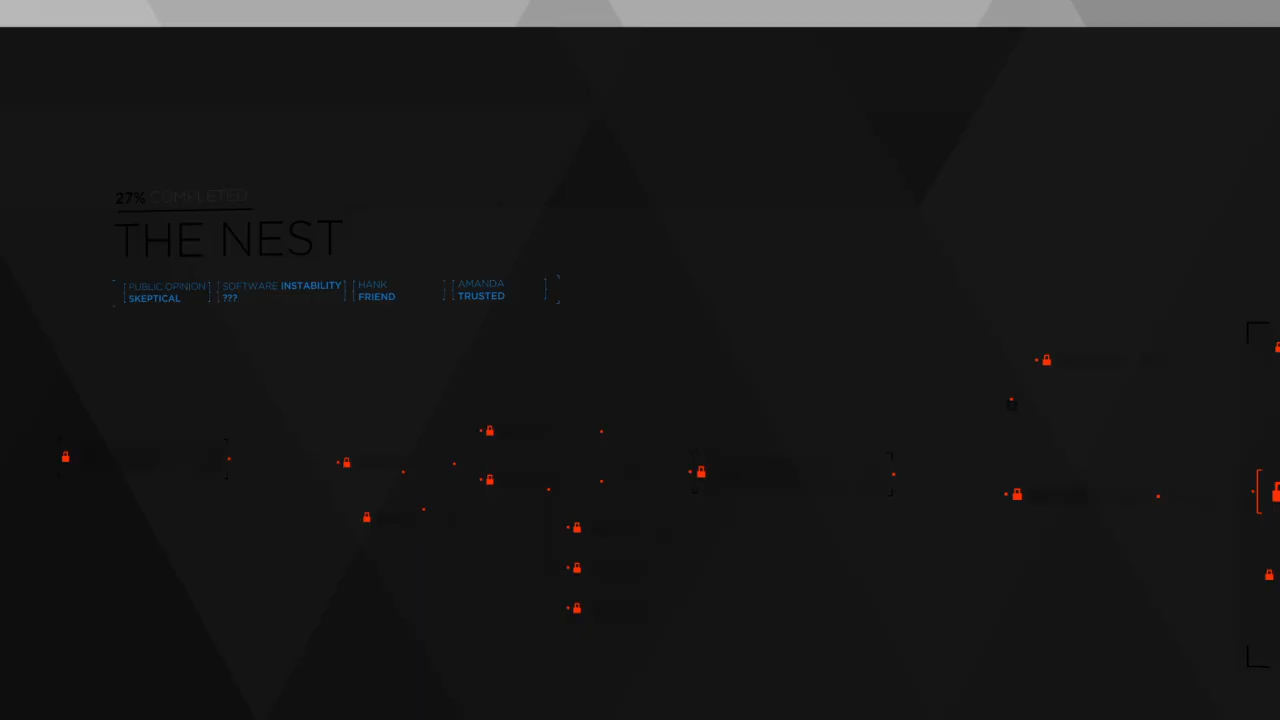 27% COMPLETED
THE NEST
PUBLIC OPINION
SKEPTICAL
SOFTWARE INSTABILITY
???
HANK
FRIEND
AMANDA
TRUSTED